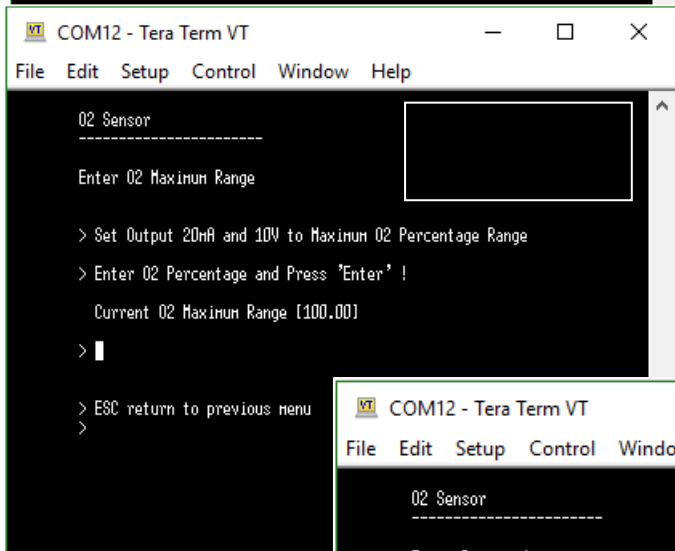 COM12 - Tera Term VT
File Edit Setup Control Window Help
O2 Sensor
-----------------------
Enter O2 Maximum Range
> Set Output 20mA and 10V to Maximum O2 Percentage Range
> Enter O2 Percentage and Press 'Enter' !
Current O2 Maximum Range [100.00]
>
> ESC return to previous menu
>
COM12 - Tera Term VT
File Edit Setup Control Windo
O2 Sensor
-----------------------